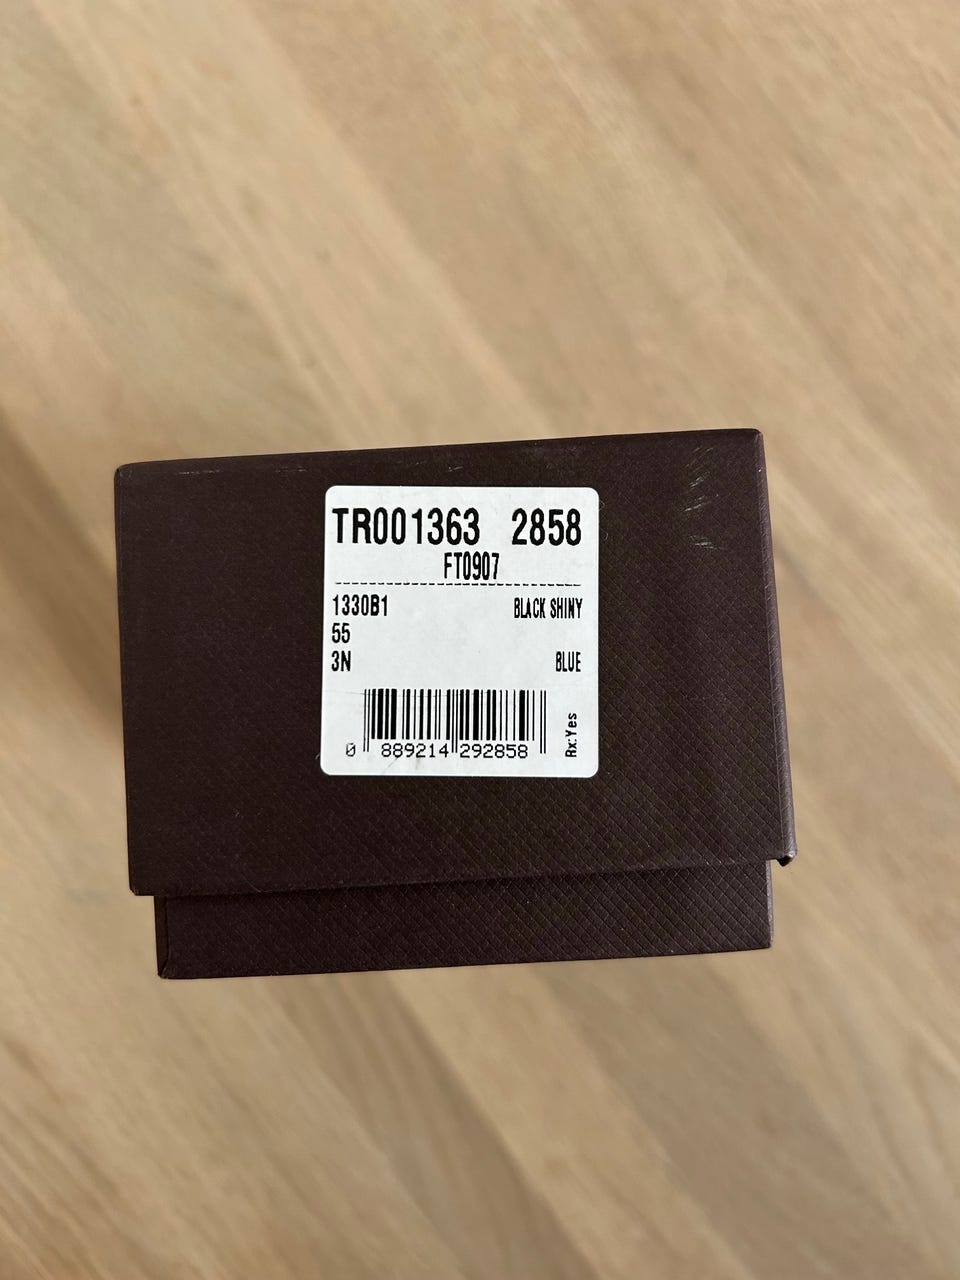 TR001363 2858
FT0907
1330B1 BLACK SHINY
55
3N BLUE
0 889214 292858
Rx:Yes